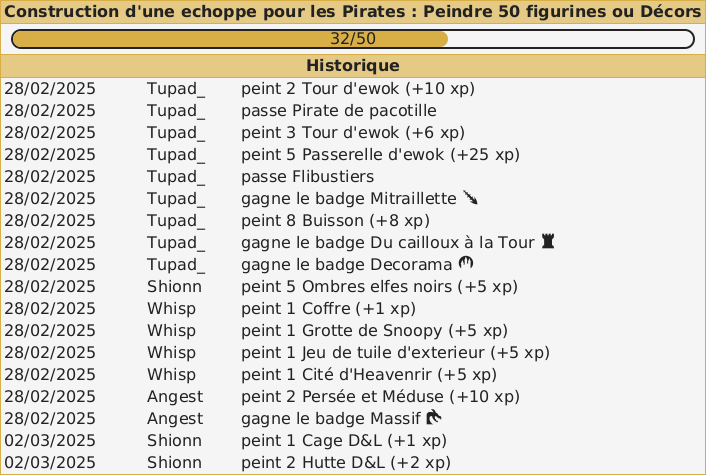 Construction d'une echoppe pour les Pirates : Peindre 50 figurines ou Décors
32/50
Historique
28/02/2025 Tupad_ peint 2 Tour d'ewok (+10 xp)
28/02/2025 Tupad_ passe Pirate de pacotille
28/02/2025 Tupad_ peint 3 Tour d'ewok (+6 xp)
28/02/2025 Tupad_ peint 5 Passerelle d'ewok (+25 xp)
28/02/2025 Tupad_ passe Flibustiers
28/02/2025 Tupad_ gagne le badge Mitraillette
28/02/2025 Tupad_ peint 8 Buisson (+8 xp)
28/02/2025 Tupad_ gagne le badge Du cailloux à la Tour
28/02/2025 Tupad_ gagne le badge Decorama
28/02/2025 Shionn peint 5 Ombres elfes noirs (+5 xp)
28/02/2025 Whisp peint 1 Coffre (+1 xp)
28/02/2025 Whisp peint 1 Grotte de Snoopy (+5 xp)
28/02/2025 Whisp peint 1 Jeu de tuile d'exterieur (+5 xp)
28/02/2025 Whisp peint 1 Cité d'Heavenrir (+5 xp)
28/02/2025 Angest peint 2 Persée et Méduse (+10 xp)
28/02/2025 Angest gagne le badge Massif
02/03/2025 Shionn peint 1 Cage D&L (+1 xp)
02/03/2025 Shionn peint 2 Hutte D&L (+2 xp)